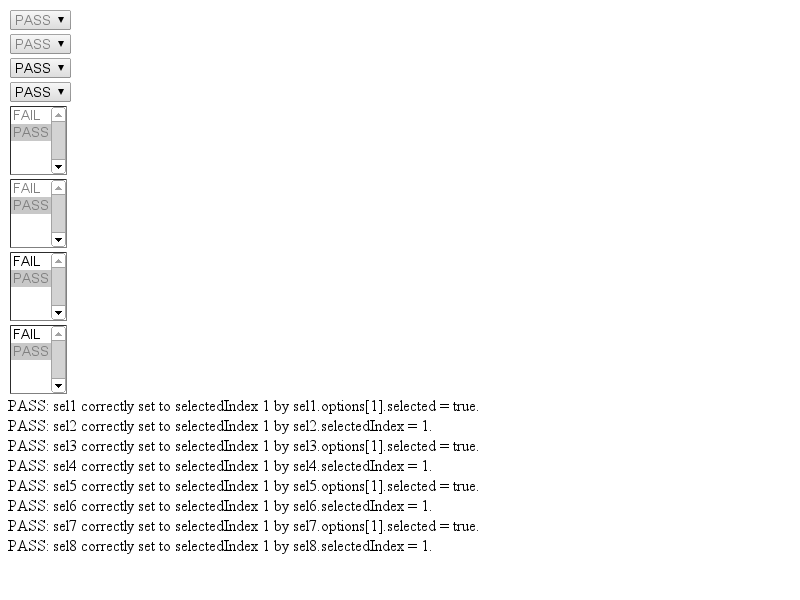 PASS
PASS
PASS
PASS
FAIL
PASS
FAIL
PASS
FAIL
PASS
FAIL
PASS
PASS: sel1 correctly set to selectedIndex 1 by sel1.options[1].selected = true.
PASS: sel2 correctly set to selectedIndex 1 by sel2.selectedIndex = 1.
PASS: sel3 correctly set to selectedIndex 1 by sel3.options[1].selected = true.
PASS: sel4 correctly set to selectedIndex 1 by sel4.selectedIndex = 1.
PASS: sel5 correctly set to selectedIndex 1 by sel5.options[1].selected = true.
PASS: sel6 correctly set to selectedIndex 1 by sel6.selectedIndex = 1.
PASS: sel7 correctly set to selectedIndex 1 by sel7.options[1].selected = true.
PASS: sel8 correctly set to selectedIndex 1 by sel8.selectedIndex = 1.